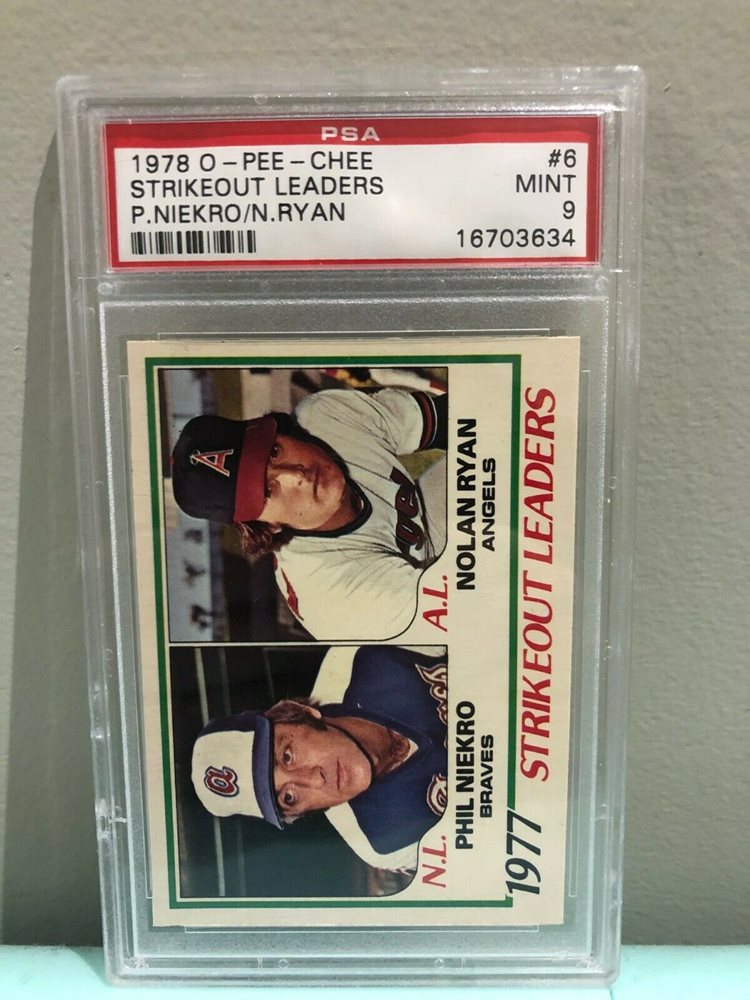 PSA
1978 O-PEE-CHEE #6
STRIKEOUT LEADERS MINT
P.NIEKRO/N.RYAN 9
16703634
A
A.L.
NOLAN RYAN
ANGELS
a
N.L.
PHIL NIEKRO
BRAVES
1977 STRIKEOUT LEADERS